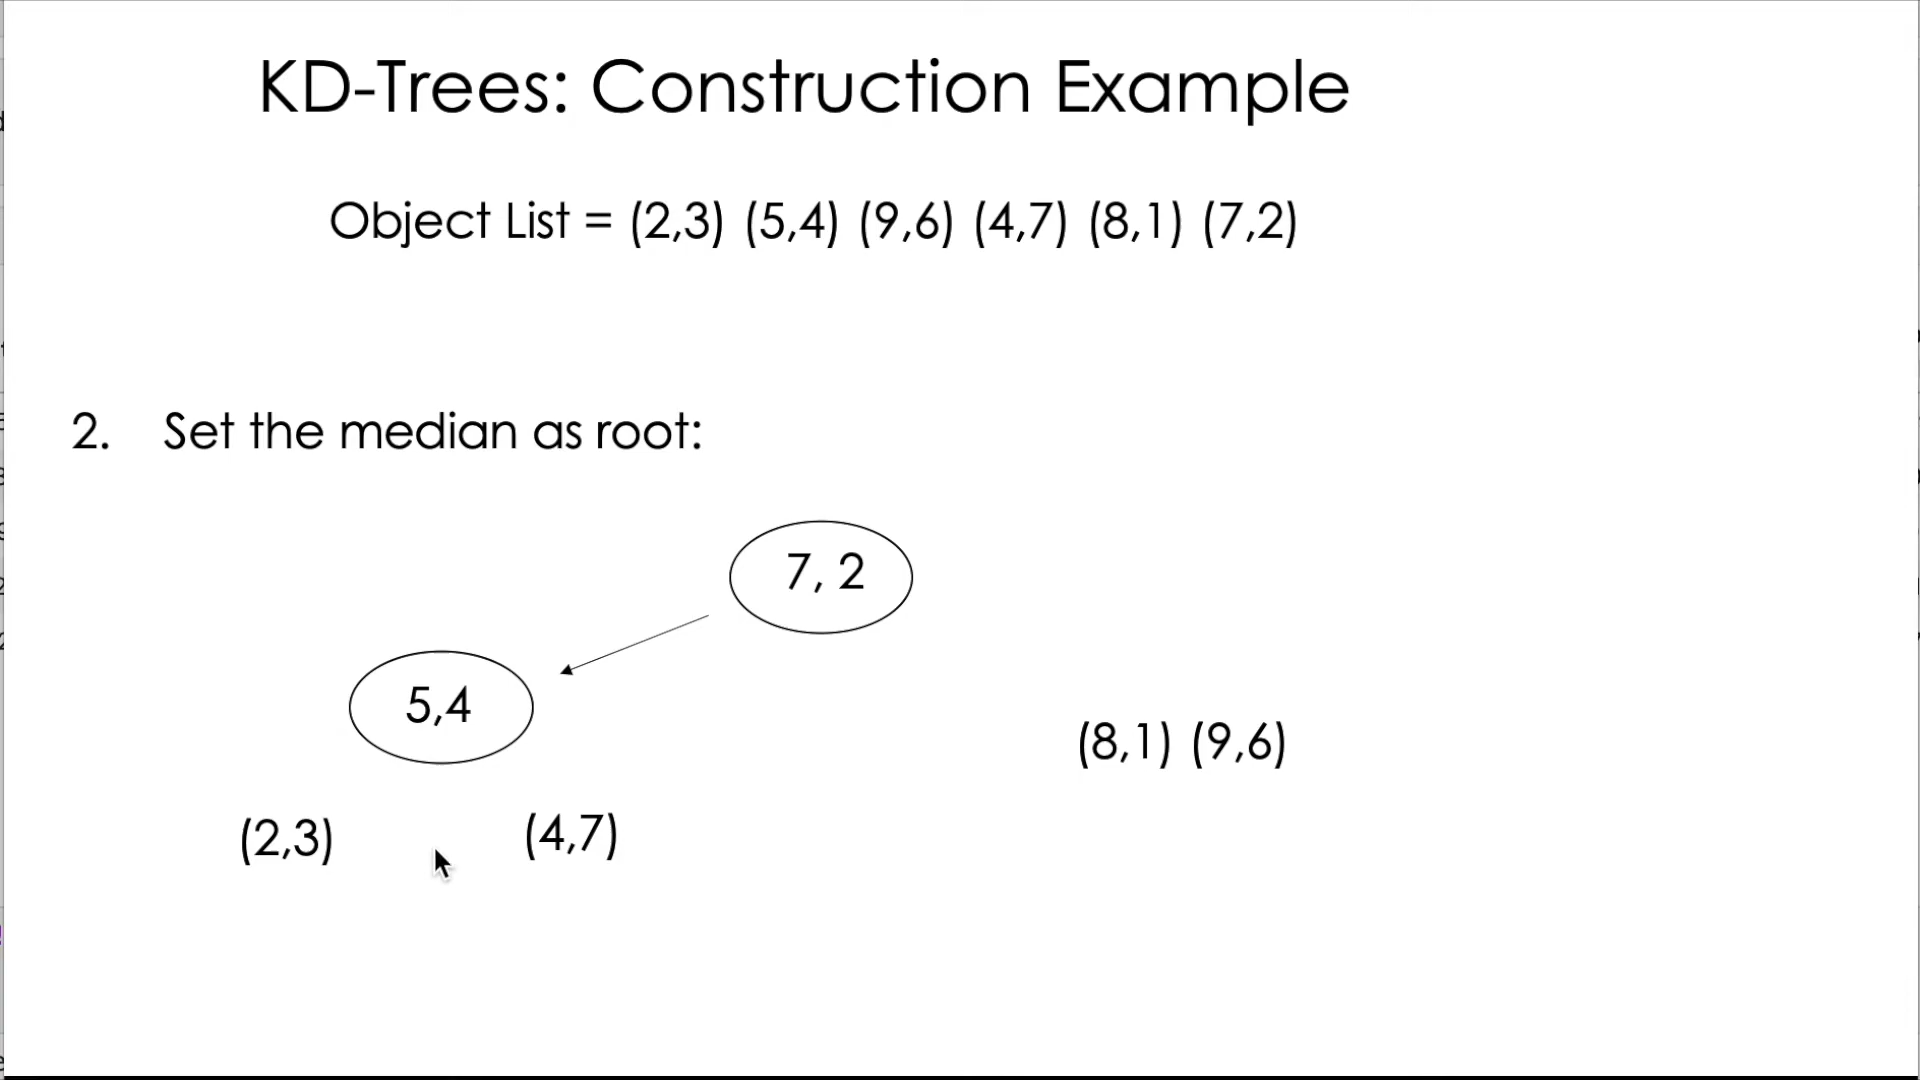 KD-Trees: Construction Example
Object List = (2,3) (5,4) (9,6) (4,7) (8,1) (7,2)
2. Set the median as root:
7, 2
5,4
(8,1) (9,6)
(2,3) (4,7)